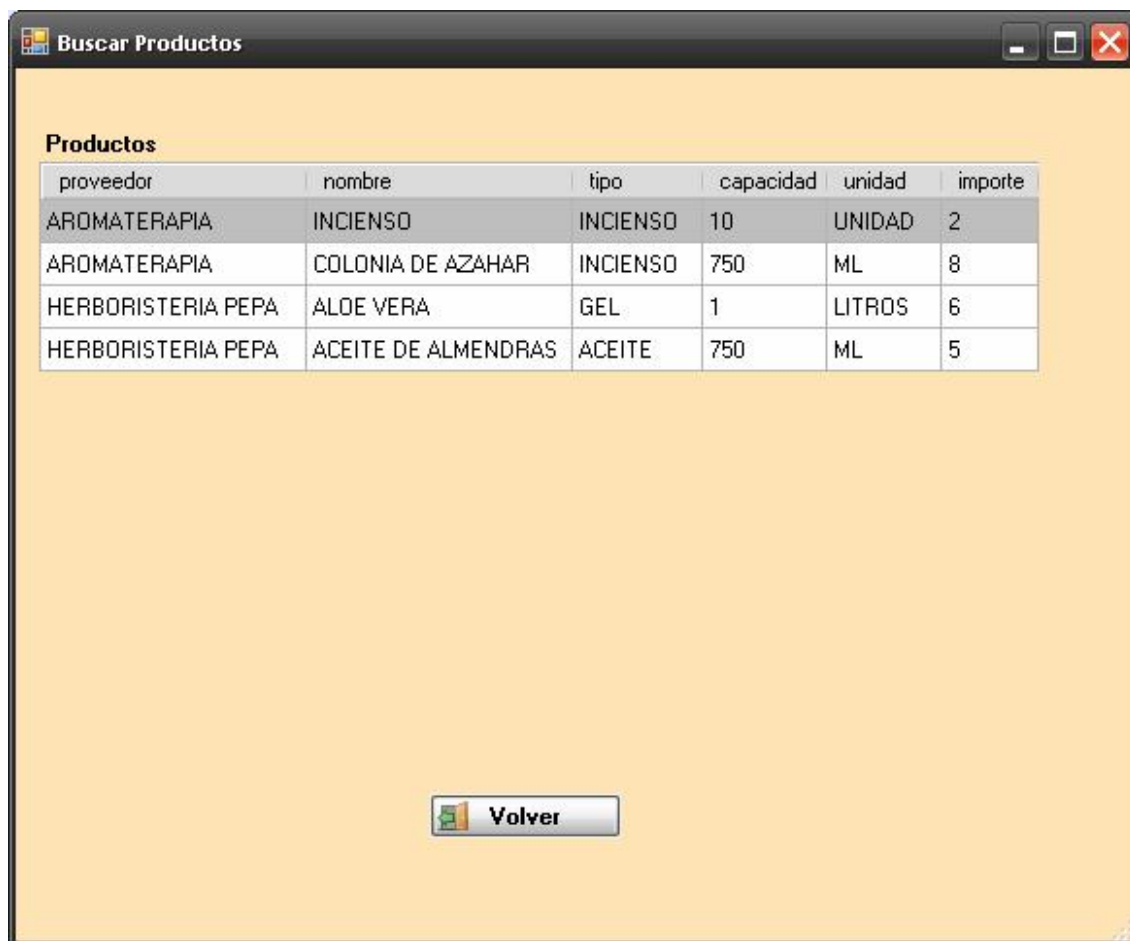 Buscar Productos
Productos
proveedor nombre tipo capacidad unidad importe
AROMATERAPIA INCIENSO INCIENSO 10 UNIDAD 2
AROMATERAPIA COLONIA DE AZAHAR INCIENSO 750 ML 8
HERBORISTERIA PEPA ALOE VERA GEL 1 LITROS 6
HERBORISTERIA PEPA ACEITE DE ALMENDRAS ACEITE 750 ML 5
Volver